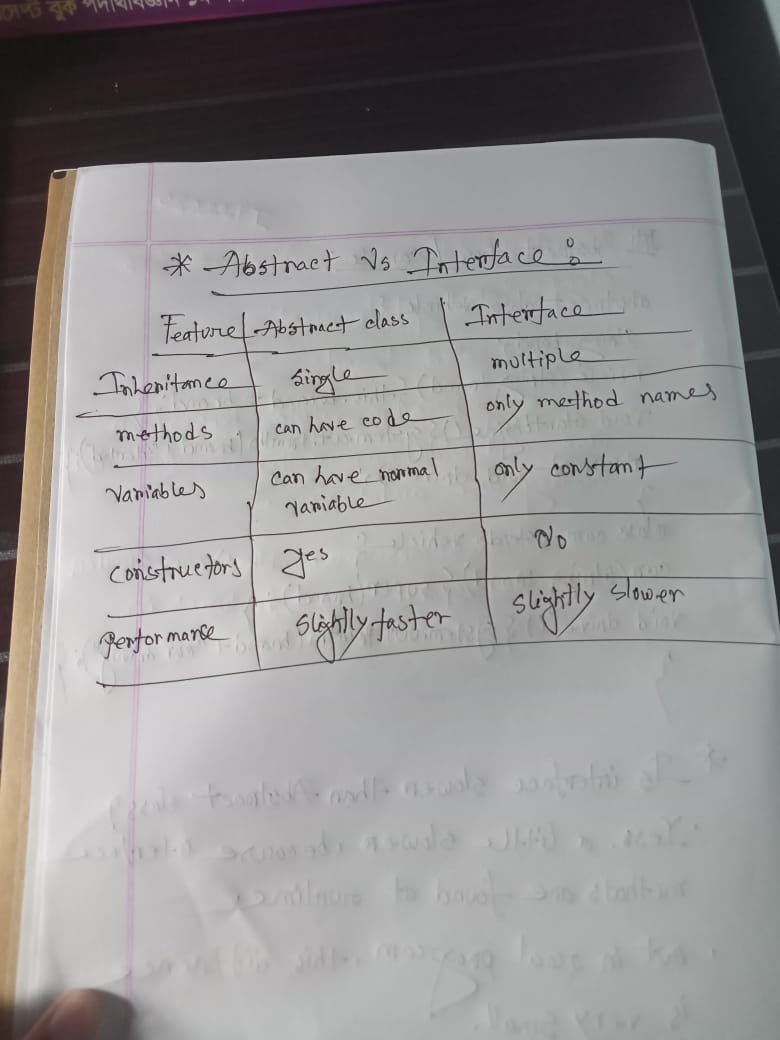 * Abstract Vs Interface :
Feature | Abstract class | Interface
Inheritance | Single | multiple
methods | can have code | only method names
Variables | can have normal variable | only constant
Constructors | Yes | No
Performance | Slightly faster | Slightly slower